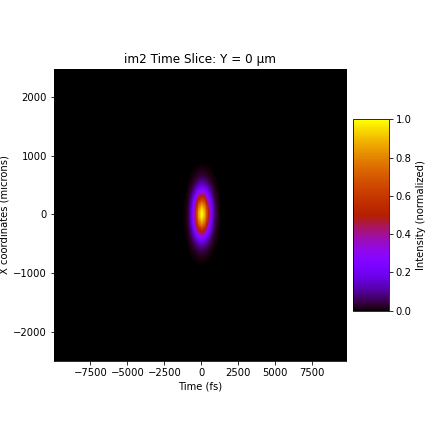 im2 Time Slice: Y = 0 μm
X coordinates (microns)
2000
1000
0
−1000
−2000
−7500 −5000 −2500 0 2500 5000 7500
Time (fs)
1.0
0.8
0.6
0.4
0.2
0.0
Intensity (normalized)